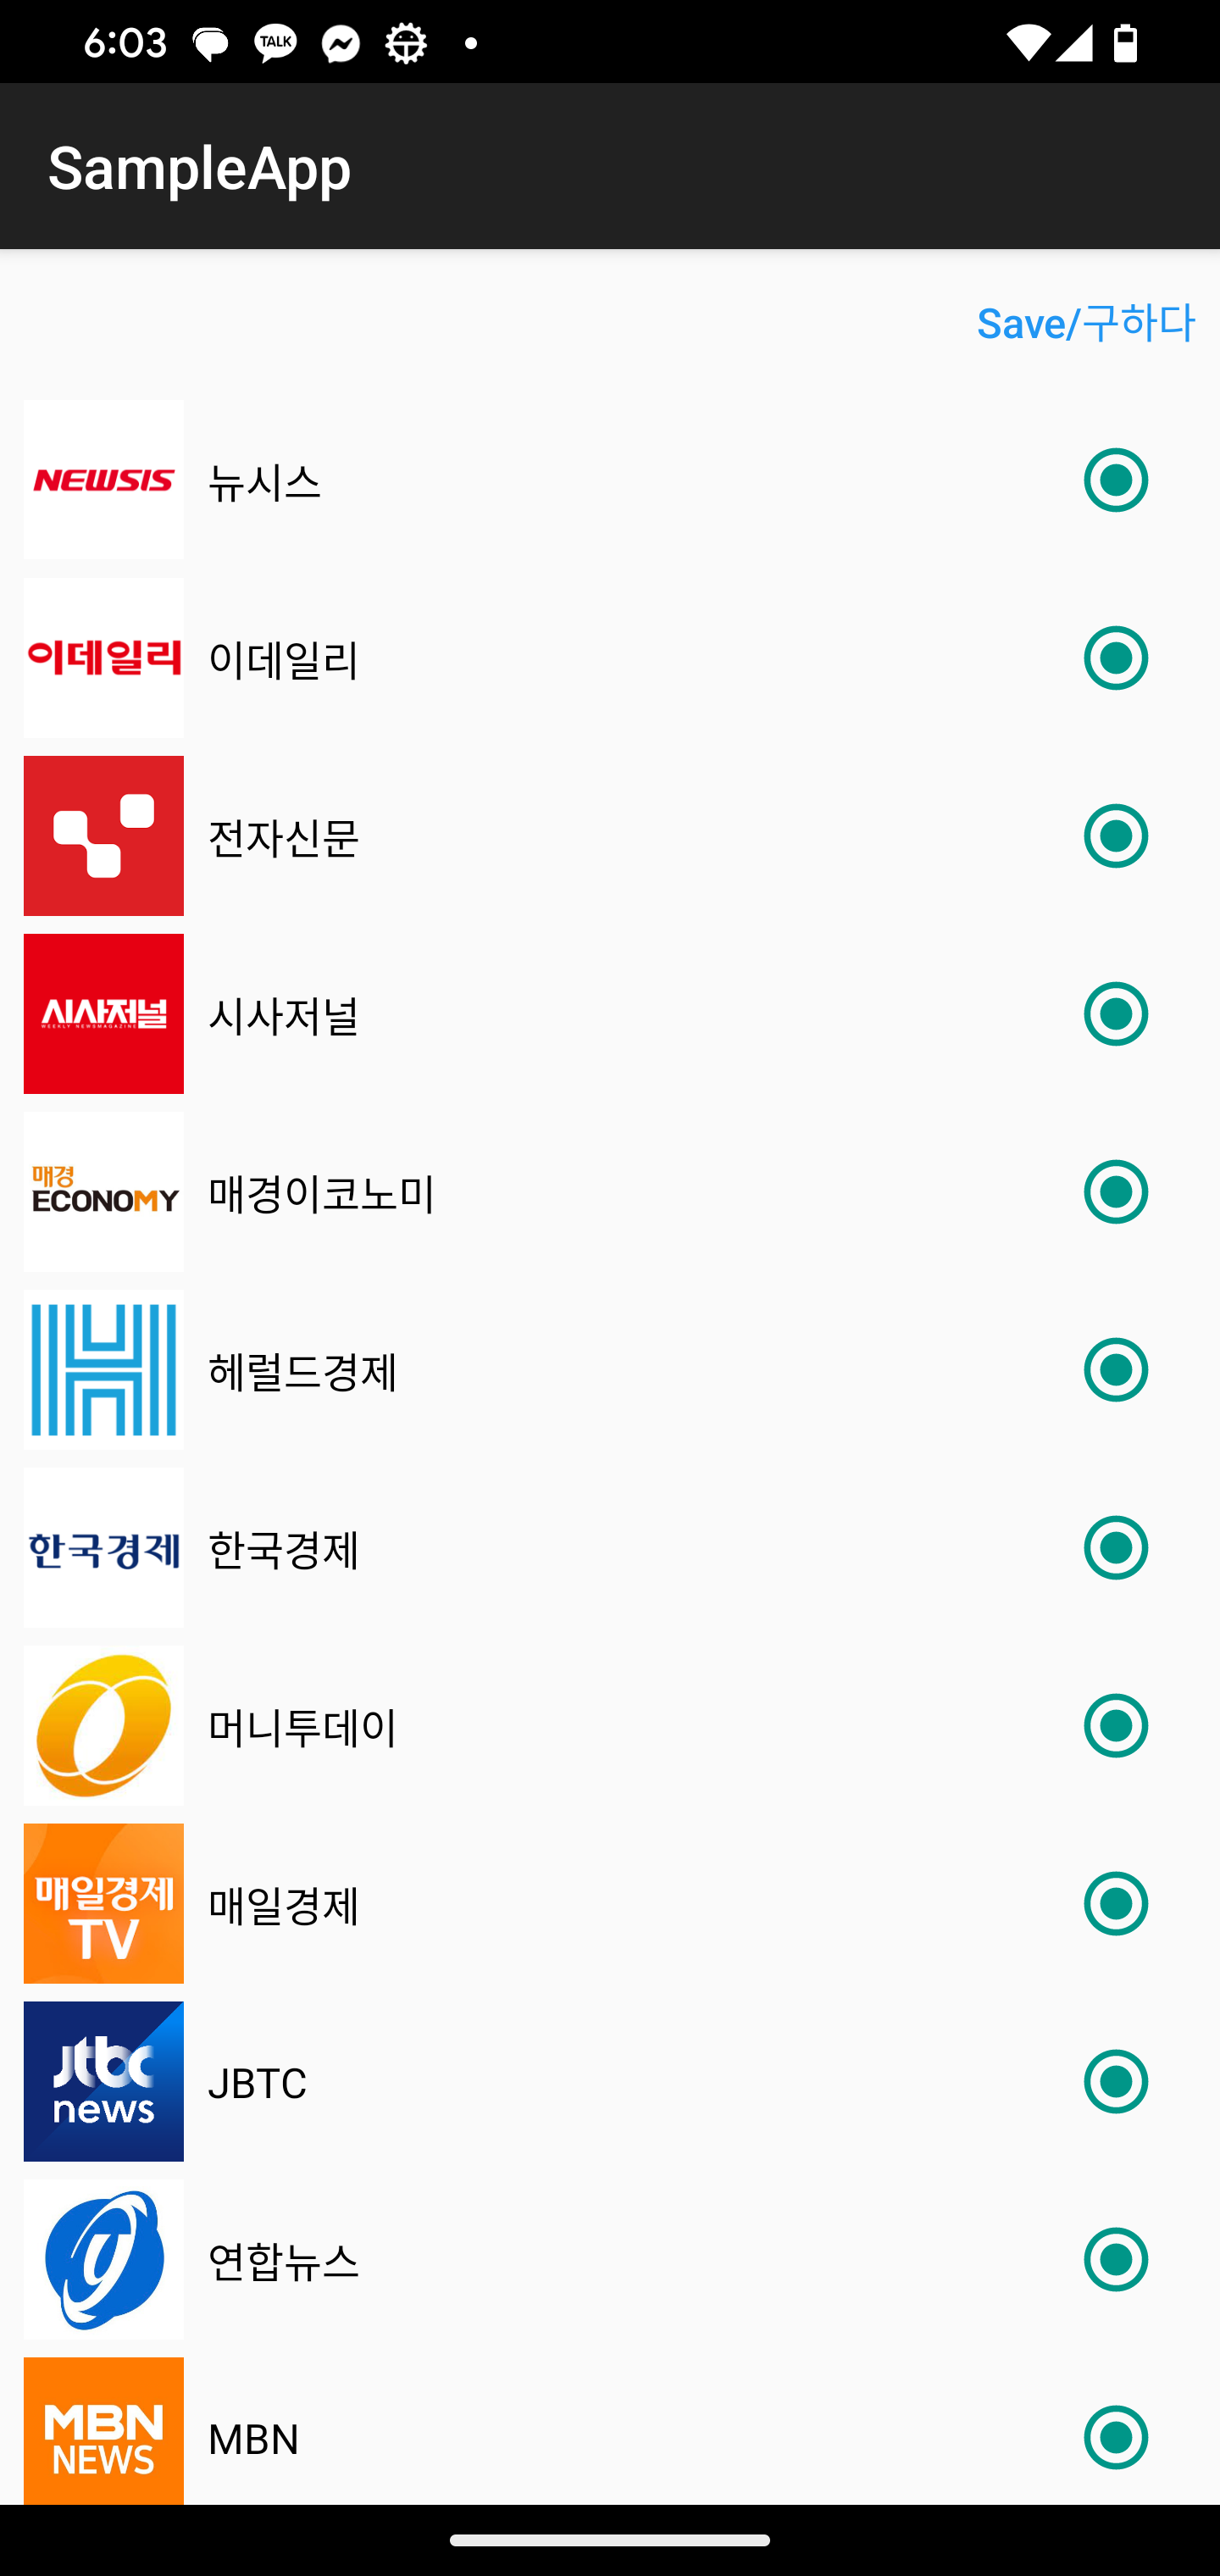 6:03
TALK
SampleApp
Save/구하다
NEWSIS
뉴시스
이데일리
이데일리
전자신문
시사저널
WEEKLY NEWSMAGAZINE
시사저널
매경
ECONOMY
매경이코노미
헤럴드경제
한국경제
한국경제
머니투데이
매일경제
TV
매일경제
jtbc
news
JBTC
연합뉴스
MBN
NEWS
MBN